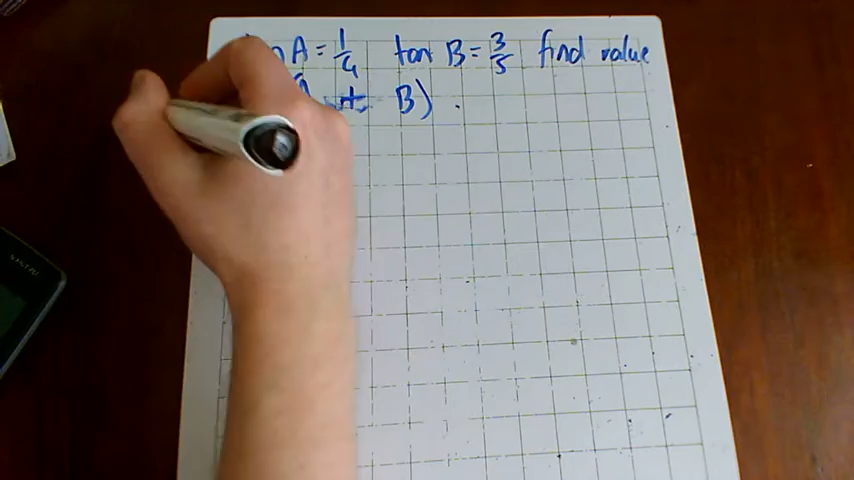 A = 1/4 tan B = 3/5 find value
+ B) .